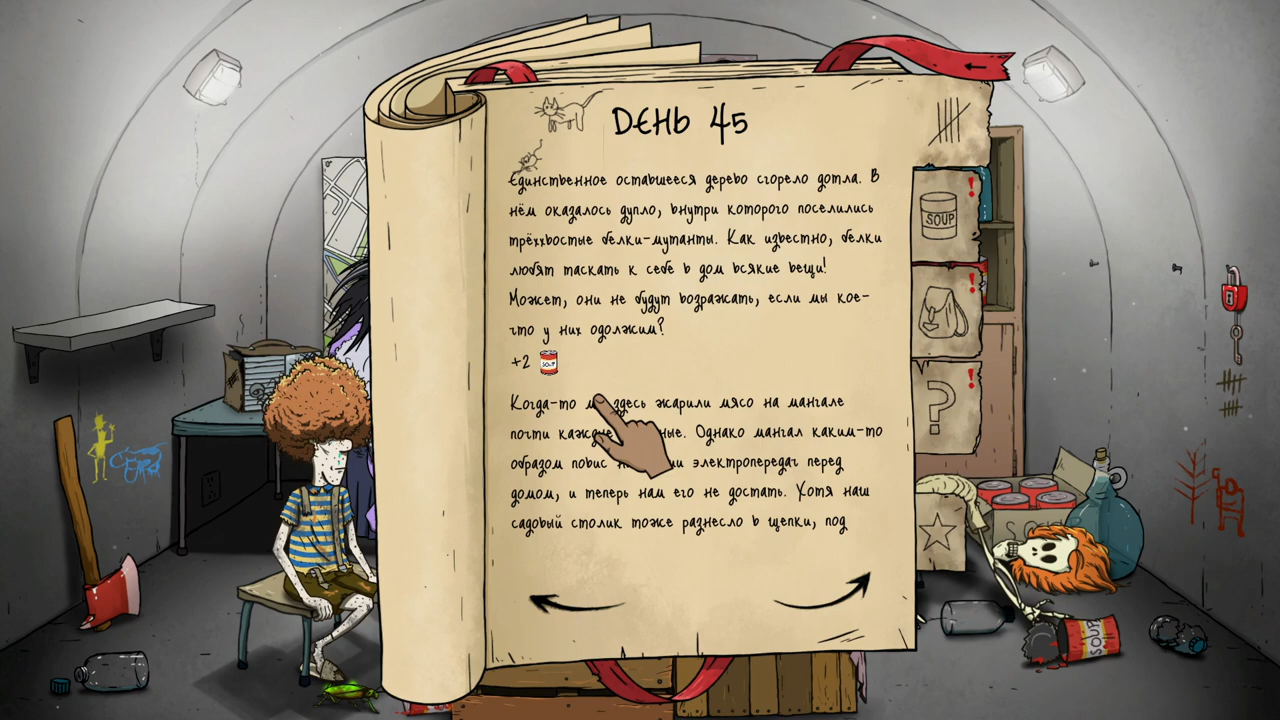 ДЕНЬ 45
Единственное оставшееся дерево сгорело дотла. В
нём оказалось дупло, внутри которого поселились
трёххвостые белки-мутанты. Как известно, белки
любят таскать к себе в дом всякие вещи!
Может, они не будут возражать, если мы кое-
что у них одолжим?
+2 SOUP
Когда-то здесь жарили мясо на мангале
почти Однако мангал каким-то
образом повис электропередач перед
домом, и теперь нам его не достать. Хотя наш
садовый столик тоже разнесло в щепки, под
SOUP
!
!
?
!
SOUP